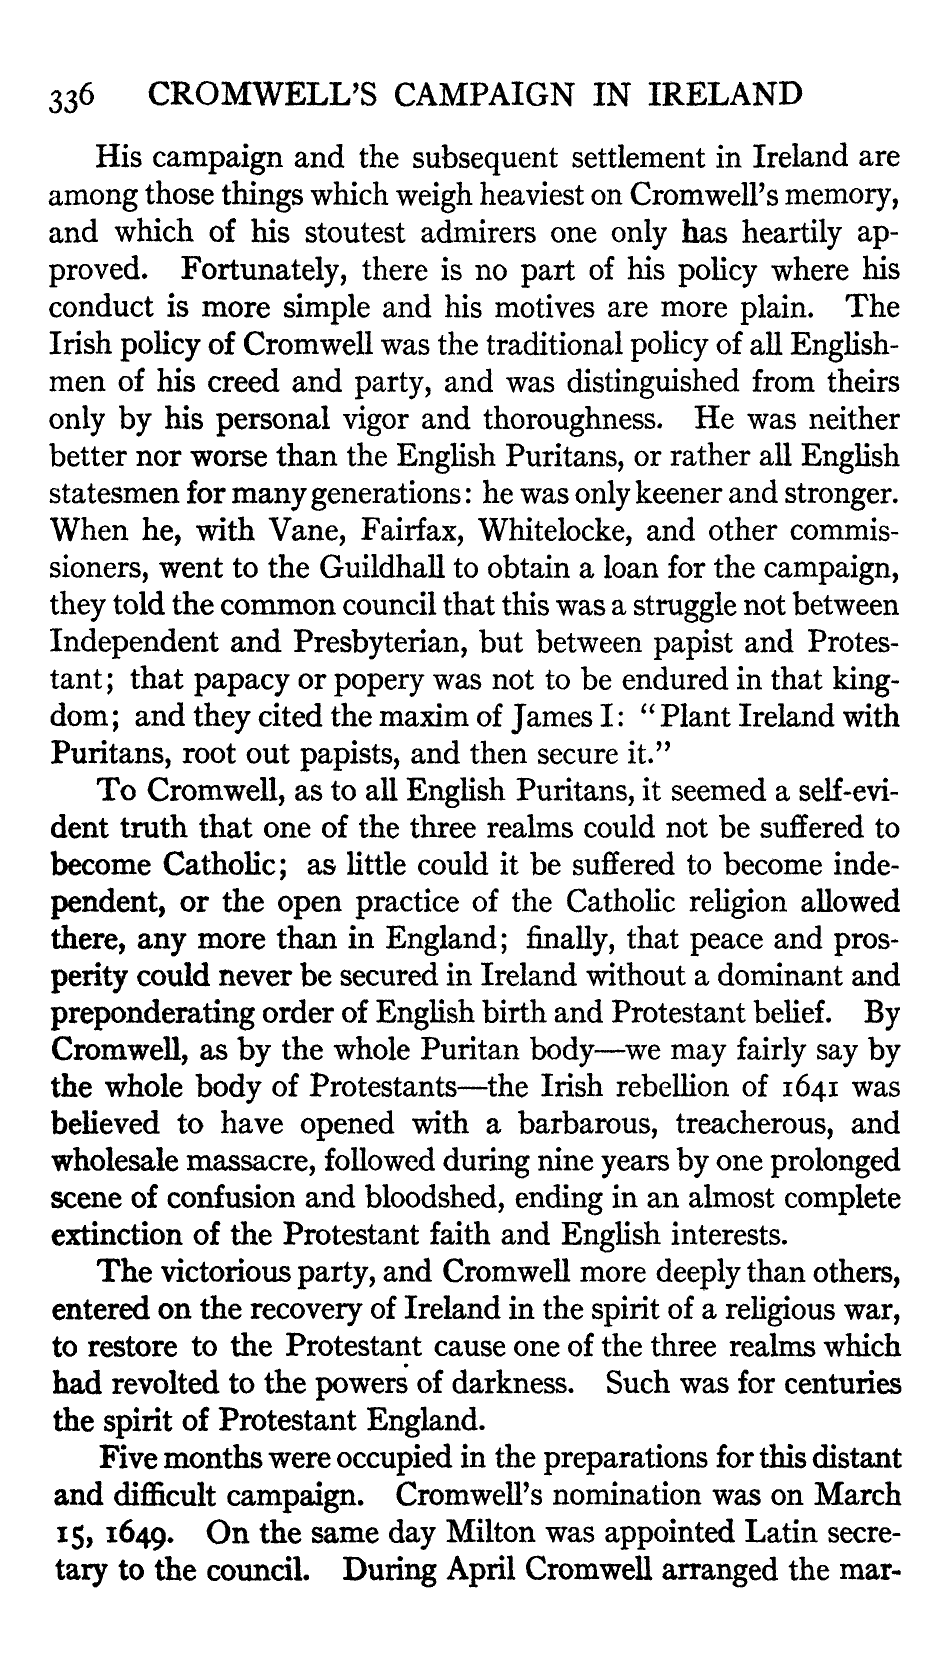 336 CROMWELL'S CAMPAIGN IN IRELAND
His campaign and the subsequent settlement in Ireland are
among those things which weigh heaviest on Cromwell's memory,
and which of his stoutest admirers one only has heartily ap-
proved. Fortunately, there is no part of his policy where his
conduct is more simple and his motives are more plain. The
Irish policy of Cromwell was the traditional policy of all English-
men of his creed and party, and was distinguished from theirs
only by his personal vigor and thoroughness. He was neither
better nor worse than the English Puritans, or rather all English
statesmen for many generations: he was only keener and stronger.
When he, with Vane, Fairfax, Whitelocke, and other commis-
sioners, went to the Guildhall to obtain a loan for the campaign,
they told the common council that this was a struggle not between
Independent and Presbyterian, but between papist and Protes-
tant; that papacy or popery was not to be endured in that king-
dom; and they cited the maxim of James I: "Plant Ireland with
Puritans, root out papists, and then secure it."
To Cromwell, as to all English Puritans, it seemed a self-evi-
dent truth that one of the three realms could not be suffered to
become Catholic; as little could it be suffered to become inde-
pendent, or the open practice of the Catholic religion allowed
there, any more than in England; finally, that peace and pros-
perity could never be secured in Ireland without a dominant and
preponderating order of English birth and Protestant belief. By
Cromwell, as by the whole Puritan body—we may fairly say by
the whole body of Protestants—the Irish rebellion of 1641 was
believed to have opened with a barbarous, treacherous, and
wholesale massacre, followed during nine years by one prolonged
scene of confusion and bloodshed, ending in an almost complete
extinction of the Protestant faith and English interests.
The victorious party, and Cromwell more deeply than others,
entered on the recovery of Ireland in the spirit of a religious war,
to restore to the Protestant cause one of the three realms which
had revolted to the powers of darkness. Such was for centuries
the spirit of Protestant England.
Five months were occupied in the preparations for this distant
and difficult campaign. Cromwell's nomination was on March
15, 1649. On the same day Milton was appointed Latin secre-
tary to the council. During April Cromwell arranged the mar-